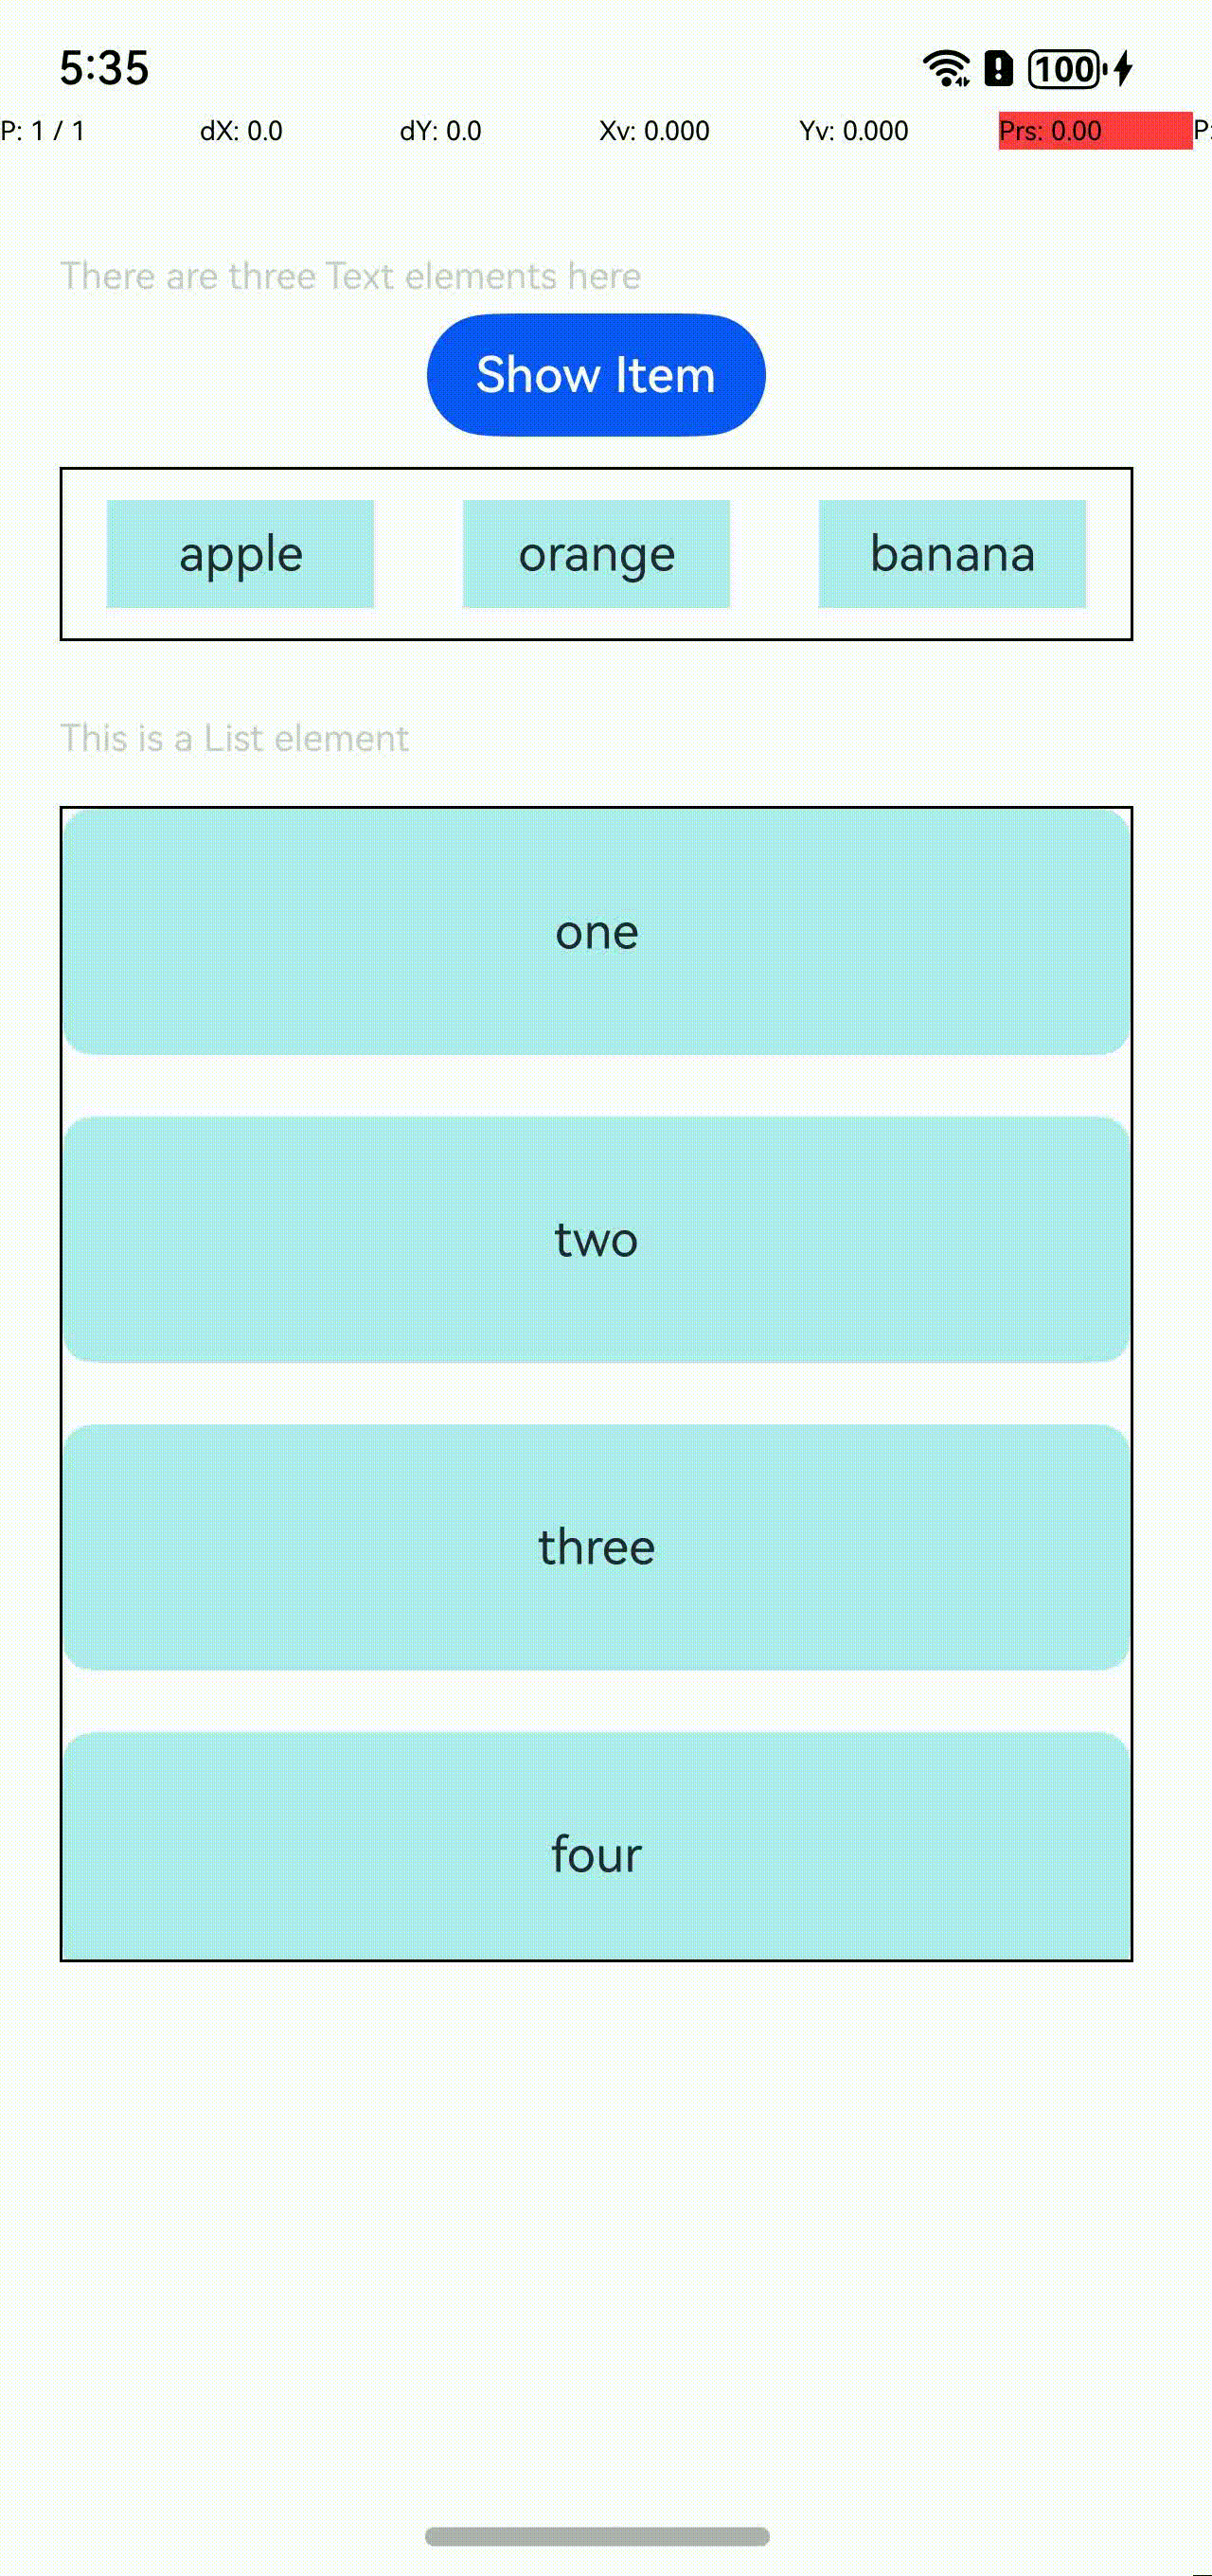 5:35 100
P: 1 / 1 dX: 0.0 dY: 0.0 Xv: 0.000 Yv: 0.000 Prs: 0.00 P:
There are three Text elements here
Show Item
apple orange banana
This is a List element
one
two
three
four